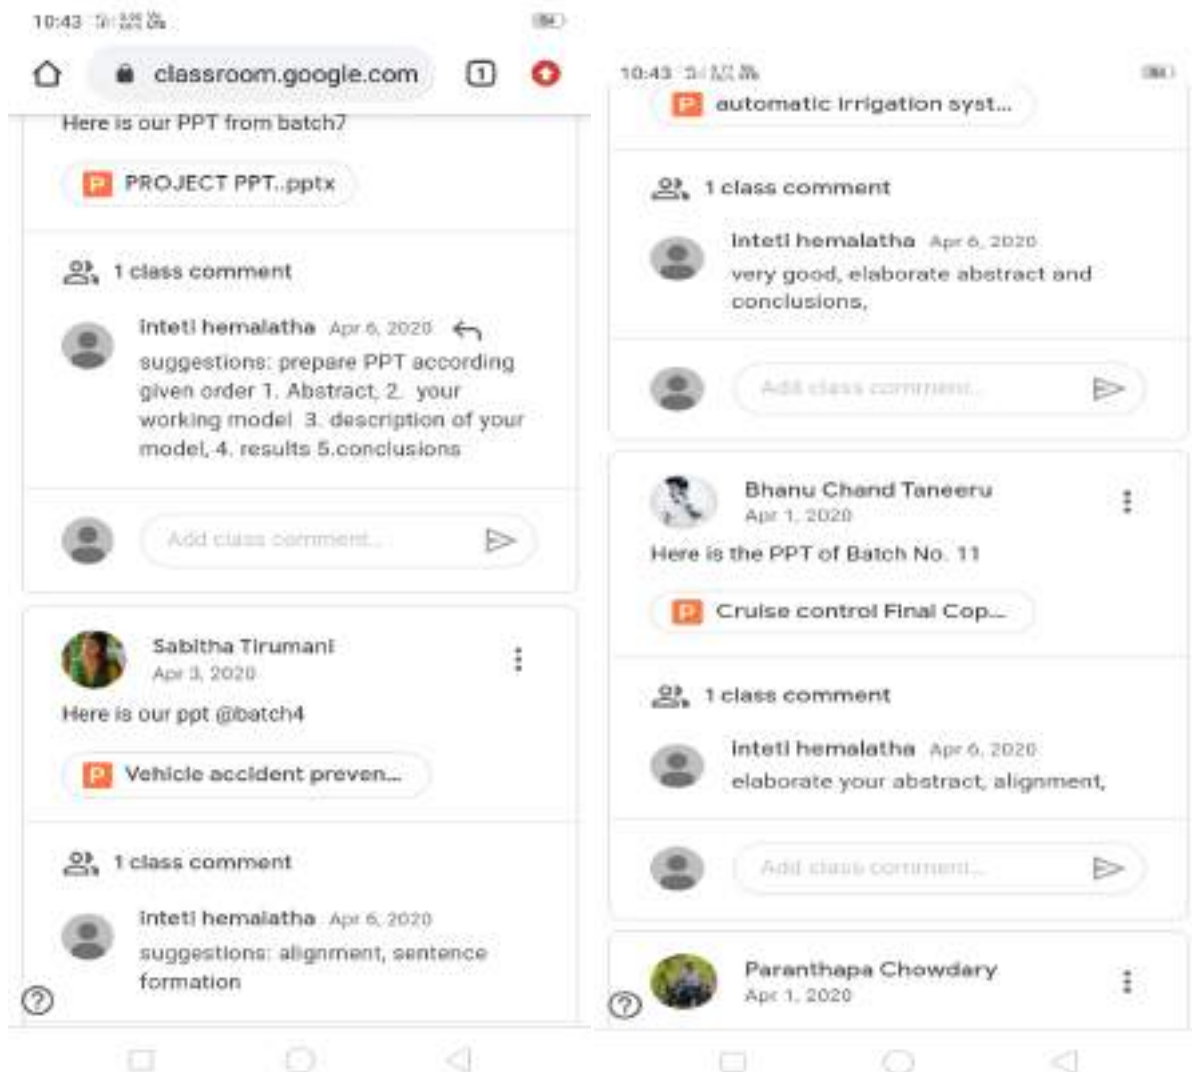 10:43
classroom.google.com
1
Here is our PPT from batch7
P PROJECT PPT..pptx
1 class comment
inteti hemalatha Apr 6, 2020
suggestions: prepare PPT according
given order 1. Abstract, 2. your
working model 3. description of your
model, 4. results 5.conclusions
Add class comment...
Sabitha Tirumani
Apr 3, 2020
Here is our ppt @batch4
P Vehicle accident preven...
1 class comment
inteti hemalatha Apr 6, 2020
suggestions: alignment, sentence
formation
?
10:43
P automatic irrigation syst...
1 class comment
inteti hemalatha Apr 6, 2020
very good, elaborate abstract and
conclusions,
Add class comment...
Bhanu Chand Taneeru
Apr 1, 2020
Here is the PPT of Batch No. 11
P Cruise control Final Cop...
1 class comment
inteti hemalatha Apr 6, 2020
elaborate your abstract, alignment,
Add class comment...
Paranthapa Chowdary
Apr 1, 2020
?